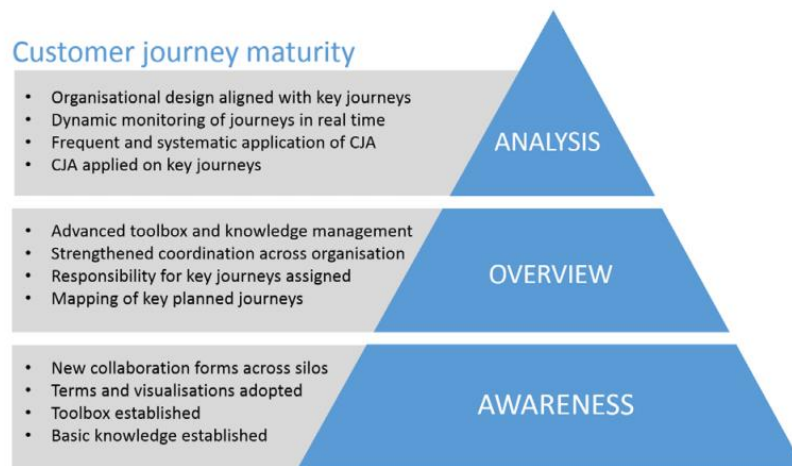 Customer journey maturity
• Organisational design aligned with key journeys
• Dynamic monitoring of journeys in real time
• Frequent and systematic application of CJA
• CJA applied on key journeys
ANALYSIS
• Advanced toolbox and knowledge management
• Strengthened coordination across organisation
• Responsibility for key journeys assigned
• Mapping of key planned journeys
OVERVIEW
• New collaboration forms across silos
• Terms and visualisations adopted
• Toolbox established
• Basic knowledge established
AWARENESS